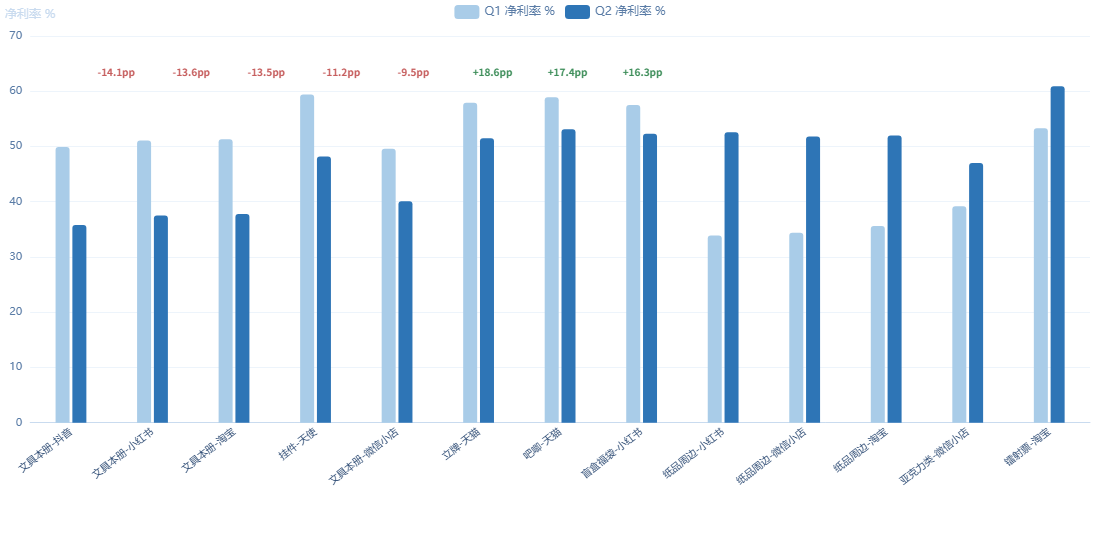 净利率 %
Q1 净利率 %
Q2 净利率 %
70
-14.1pp
-13.6pp
-13.5pp
-11.2pp
-9.5pp
+18.6pp
+17.4pp
+16.3pp
60
50
40
30
20
10
0
文具本册-抖音
文具本册-小红书
文具本册-淘宝
挂件-天使
文具本册-微信小店
立牌-天猫
吧唧-天猫
盲盒福袋-小红书
纸品周边-小红书
纸品周边-微信小店
纸品周边-淘宝
亚克力类-微信小店
镭射票-淘宝